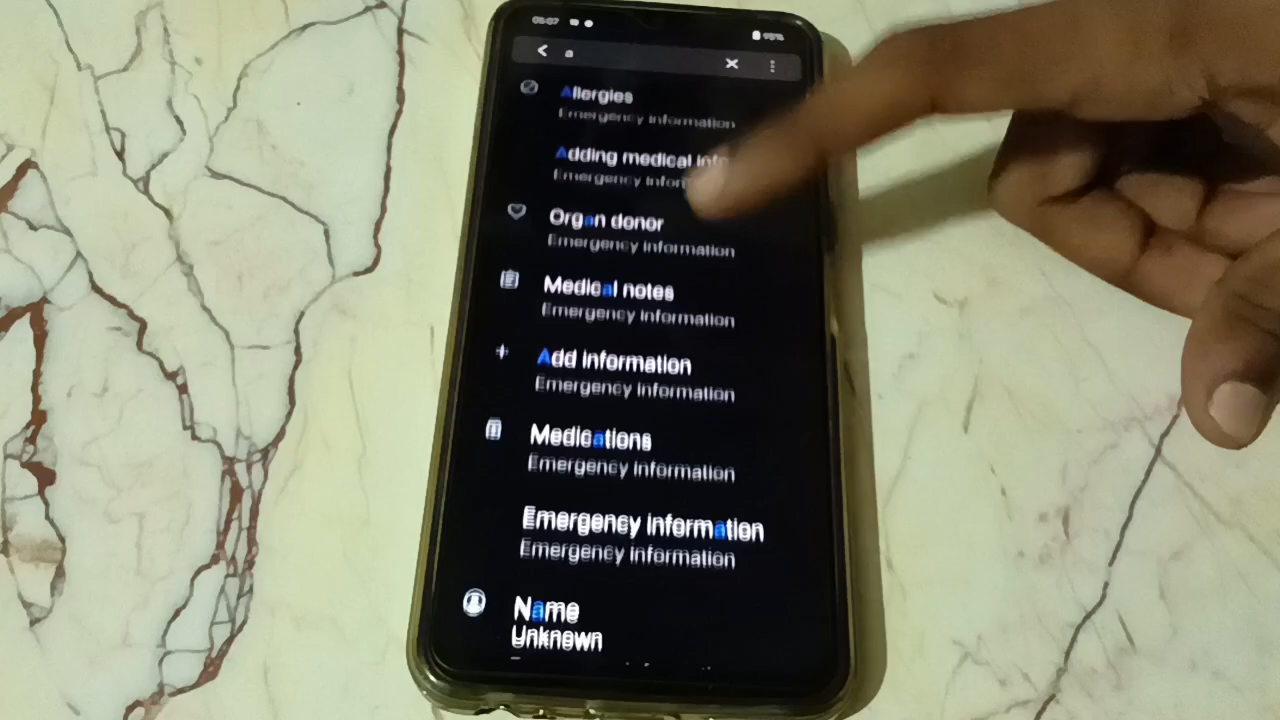 a
Allergies
Emergency information
Adding medical
Emergency
Organ donor
Emergency information
Medical notes
Emergency information
Add information
Emergency information
Medications
Emergency information
Emergency information
Emergency information
Name
Unknown